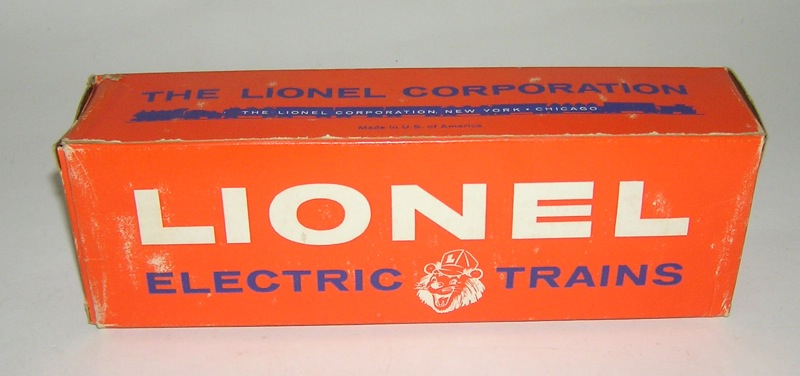 THE LIONEL CORPORATION
THE LIONEL CORPORATION, NEW YORK • CHICAGO
Made in U.S. of America
LIONEL
L
ELECTRIC TRAINS